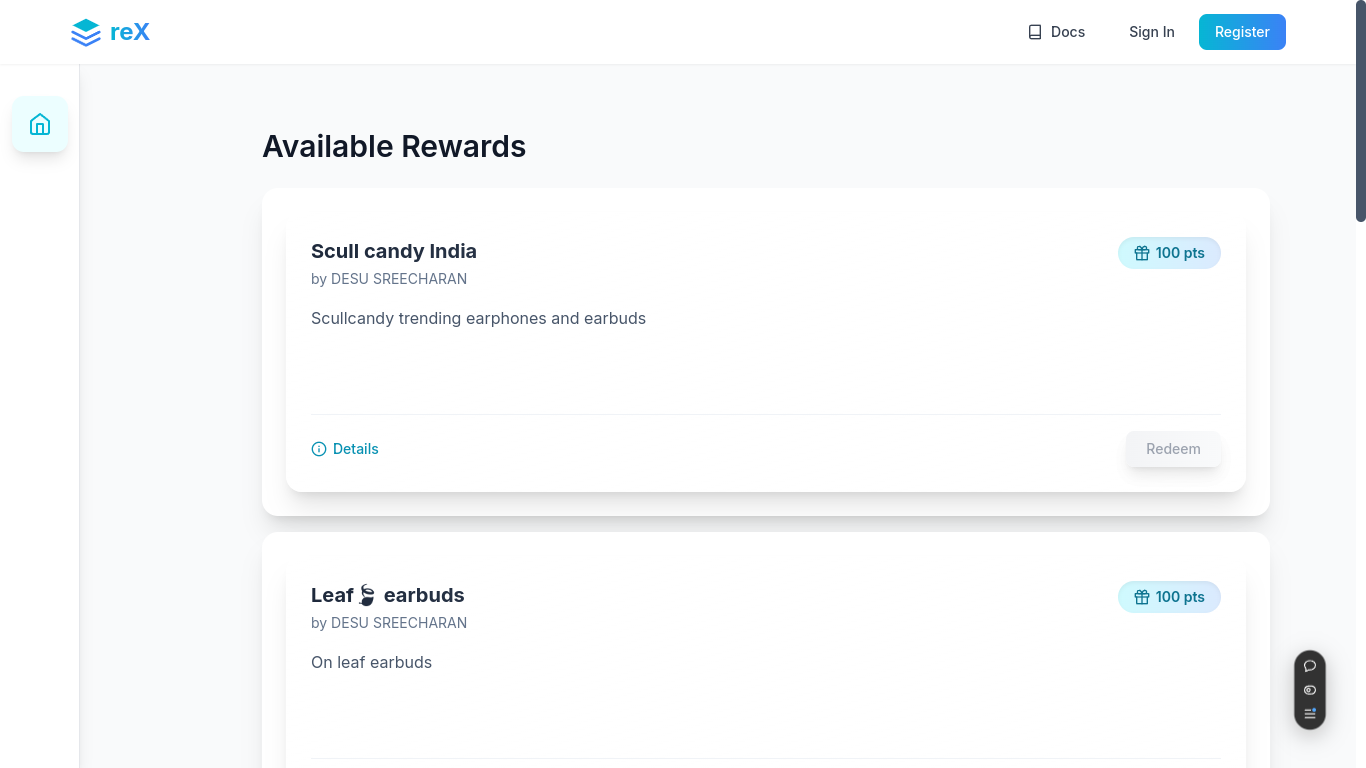 reX
Docs
Sign In
Register
Available Rewards
Scull candy India
100 pts
by DESU SREECHARAN
Scullcandy trending earphones and earbuds
Details
Redeem
Leaf🍃 earbuds
100 pts
by DESU SREECHARAN
On leaf earbuds